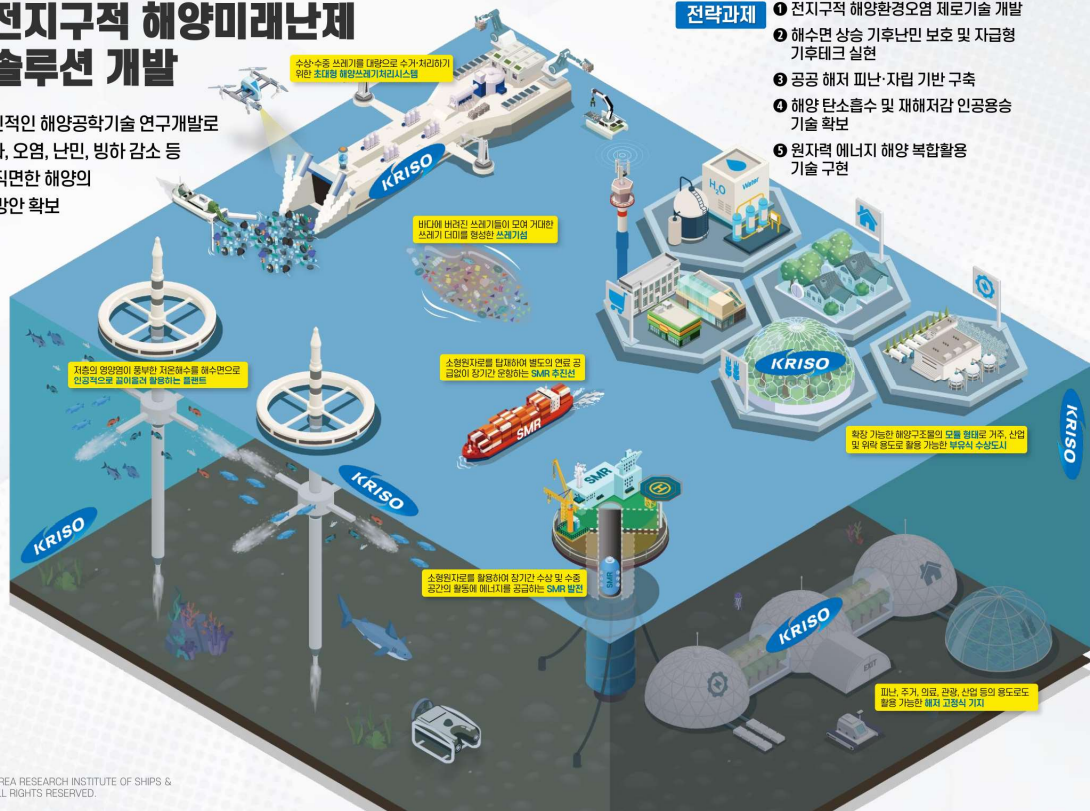 전지구적 해양미래난제
솔루션 개발
적인 해양공학기술 연구개발로
, 오염, 난민, 빙하 감소 등
직면한 해양의
방안 확보
전략과제
❶ 전지구적 해양환경오염 제로기술 개발
❷ 해수면 상승 기후난민 보호 및 자급형
기후테크 실현
❸ 공공 해저 피난·자립 기반 구축
❹ 해양 탄소흡수 및 재해저감 인공용승
기술 확보
❺ 원자력 에너지 해양 복합활용
기술 구현
수상·수중 쓰레기를 대량으로 수거·처리하기
위한 초대형 해양쓰레기처리시스템
KRISO
바다에 버려진 쓰레기들이 모여 거대한
쓰레기 더미를 형성한 쓰레기섬
H₂O
Water
저층의 영양염이 풍부한 저온해수를 해수면으로
인공적으로 끌어올려 활용하는 플랜트
소형원자로를 탑재하여 별도의 연료 공
급없이 장기간 운항하는 SMR 추진선
SMR
KRISO
확장 가능한 해양구조물의 모듈 형태로 거주, 산업
및 위락 용도로 활용 가능한 부유식 수상도시
KRISO
SMR
H
SMR
KRISO
KRISO
소형원자로를 활용하여 장기간 수상 및 수중
공간의 활동에 에너지를 공급하는 SMR 발전
KRISO
EXIT
피난, 주거, 의료, 관광, 산업 등의 용도로도
활용 가능한 해저 고정식 기지
REA RESEARCH INSTITUTE OF SHIPS &
LL RIGHTS RESERVED.